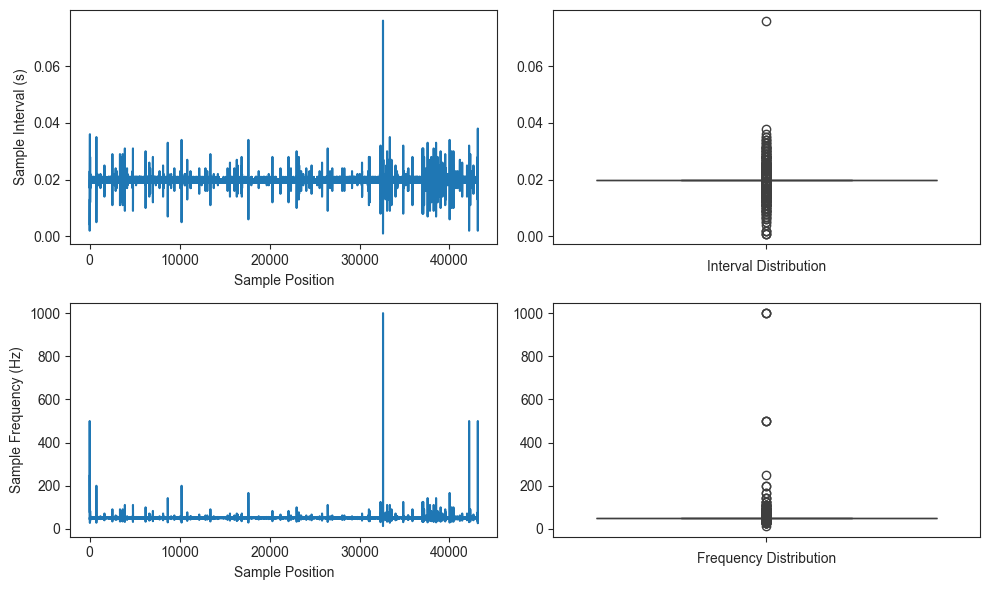 Sample Interval (s)
0.06
0.04
0.02
0.00
0 10000 20000 30000 40000
Sample Position
0.06
0.04
0.02
0.00
Interval Distribution
Sample Frequency (Hz)
1000
800
600
400
200
0
0 10000 20000 30000 40000
Sample Position
1000
800
600
400
200
0
Frequency Distribution